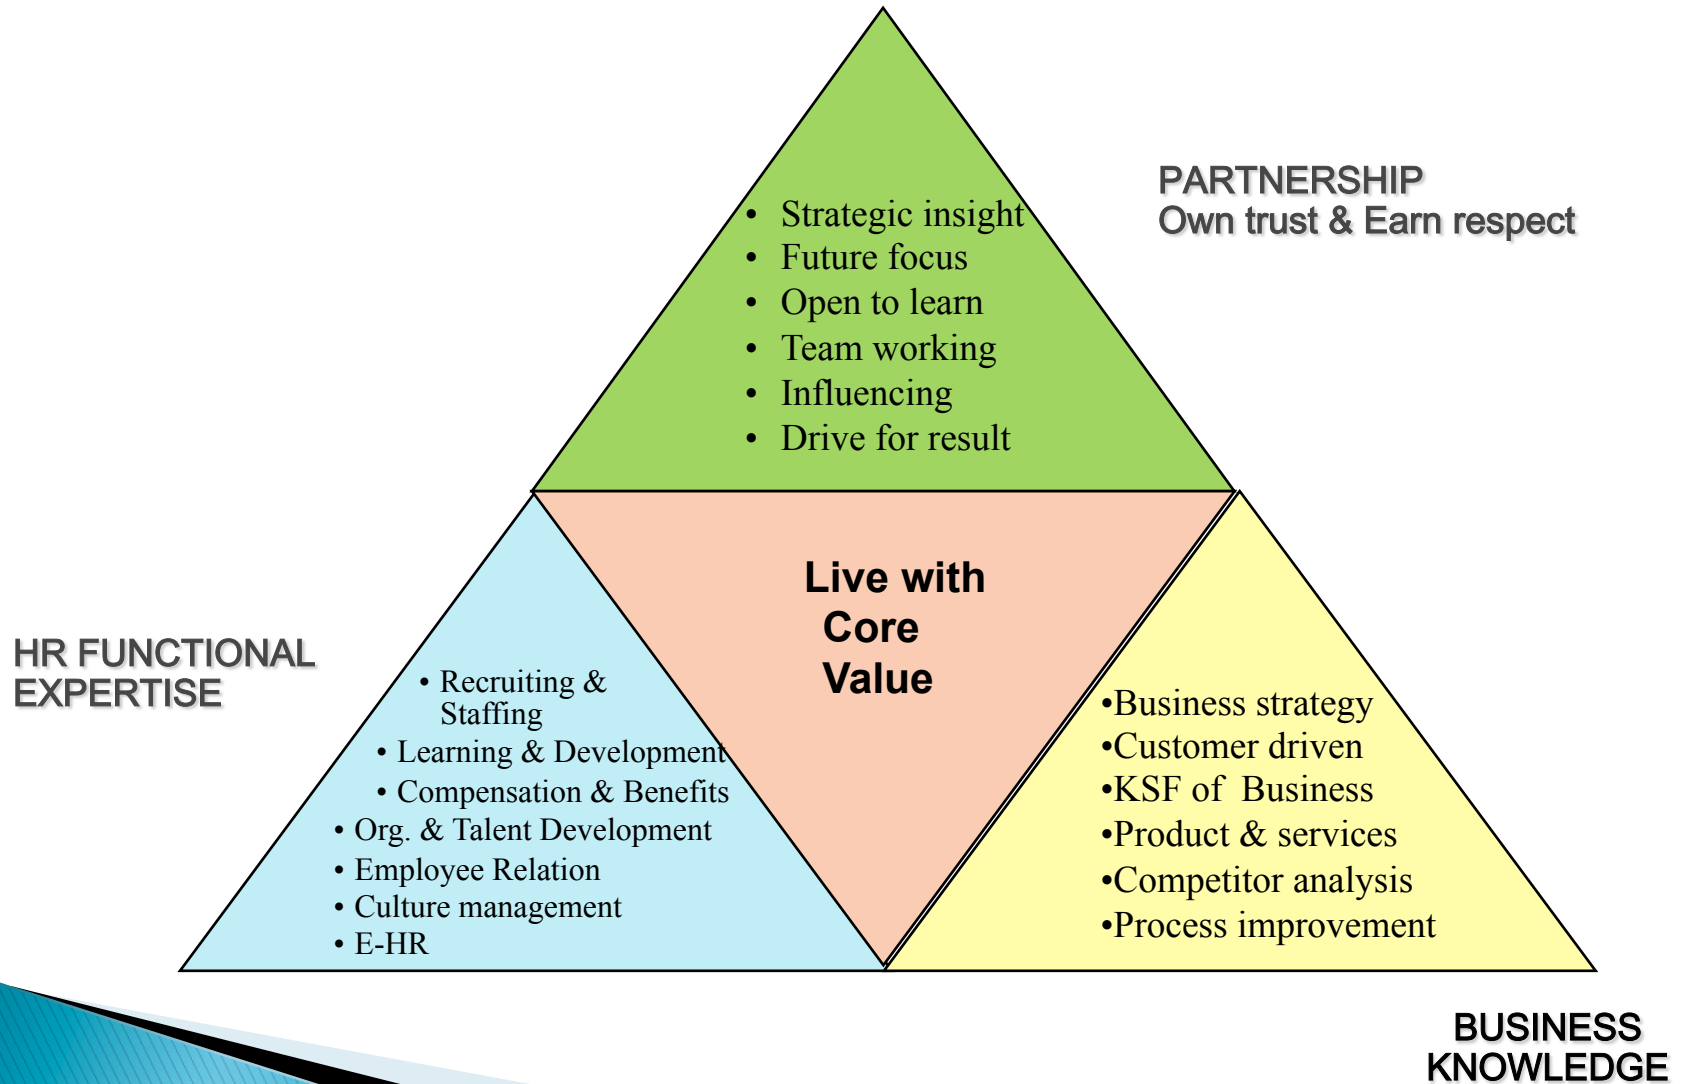 PARTNERSHIP
Own trust & Earn respect
• Strategic insight
• Future focus
• Open to learn
• Team working
• Influencing
• Drive for result
Live with
Core
Value
HR FUNCTIONAL
EXPERTISE
• Recruiting &
Staffing
• Learning & Development
• Compensation & Benefits
• Org. & Talent Development
• Employee Relation
• Culture management
• E-HR
•Business strategy
•Customer driven
•KSF of Business
•Product & services
•Competitor analysis
•Process improvement
BUSINESS
KNOWLEDGE